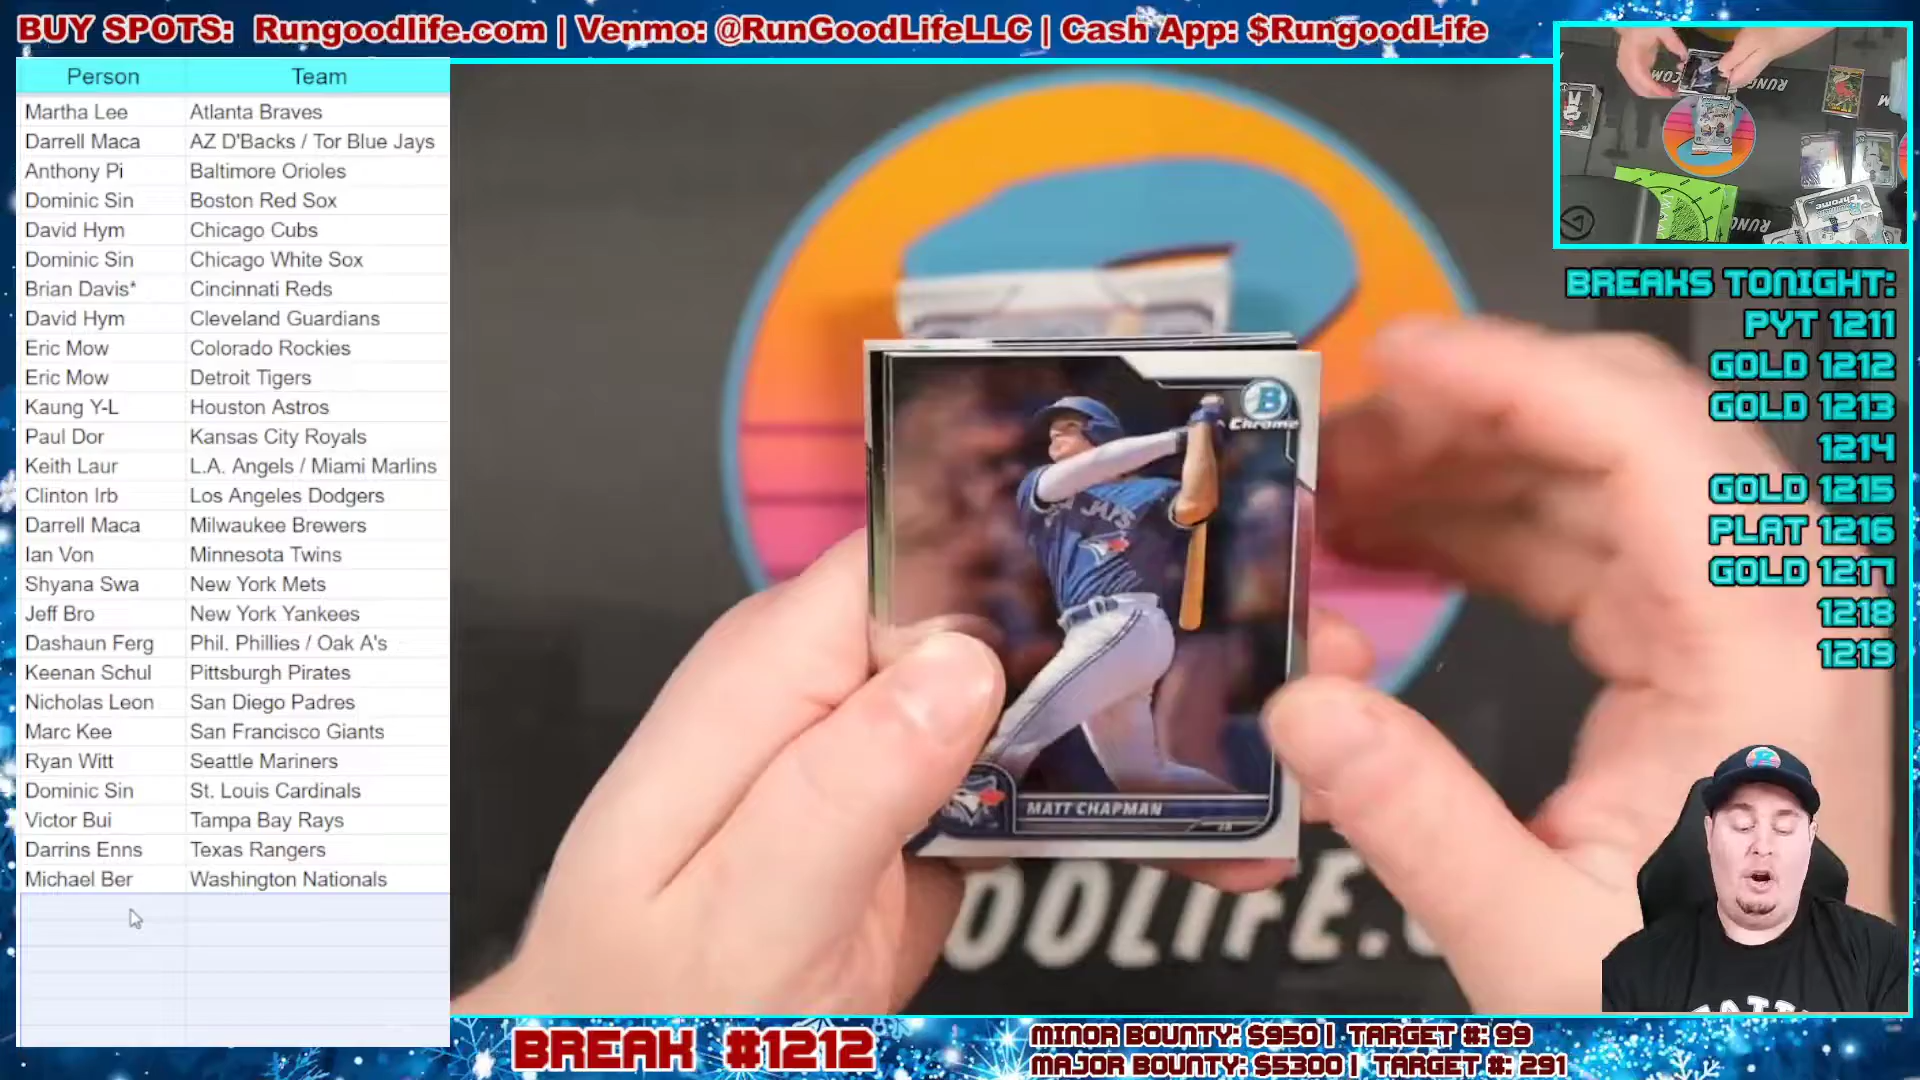 BUY SPOTS: Rungoodlife.com | Venmo: @RunGoodLifeLLC | Cash App: $RungoodLife
Person Team
Martha Lee Atlanta Braves
Darrell Maca AZ D'Backs / Tor Blue Jays
Anthony Pi Baltimore Orioles
Dominic Sin Boston Red Sox
David Hym Chicago Cubs
Dominic Sin Chicago White Sox
Brian Davis* Cincinnati Reds
David Hym Cleveland Guardians
Eric Mow Colorado Rockies
Eric Mow Detroit Tigers
Kaung Y-L Houston Astros
Paul Dor Kansas City Royals
Keith Laur L.A. Angels / Miami Marlins
Clinton Irb Los Angeles Dodgers
Darrell Maca Milwaukee Brewers
Ian Von Minnesota Twins
Shyana Swa New York Mets
Jeff Bro New York Yankees
Dashaun Ferg Phil. Phillies / Oak A's
Keenan Schul Pittsburgh Pirates
Nicholas Leon San Diego Padres
Marc Kee San Francisco Giants
Ryan Witt Seattle Mariners
Dominic Sin St. Louis Cardinals
Victor Bui Tampa Bay Rays
Darrins Enns Texas Rangers
Michael Ber Washington Nationals
B
Chrome
JAYS
MATT CHAPMAN
3B
ODLIFE.
BREAKS TONIGHT:
PYT 1211
GOLD 1212
GOLD 1213
1214
GOLD 1215
PLAT 1216
GOLD 1217
1218
1219
BREAK #1212
MINOR BOUNTY: $950 | TARGET #: 99
MAJOR BOUNTY: $5300 | TARGET #: 291